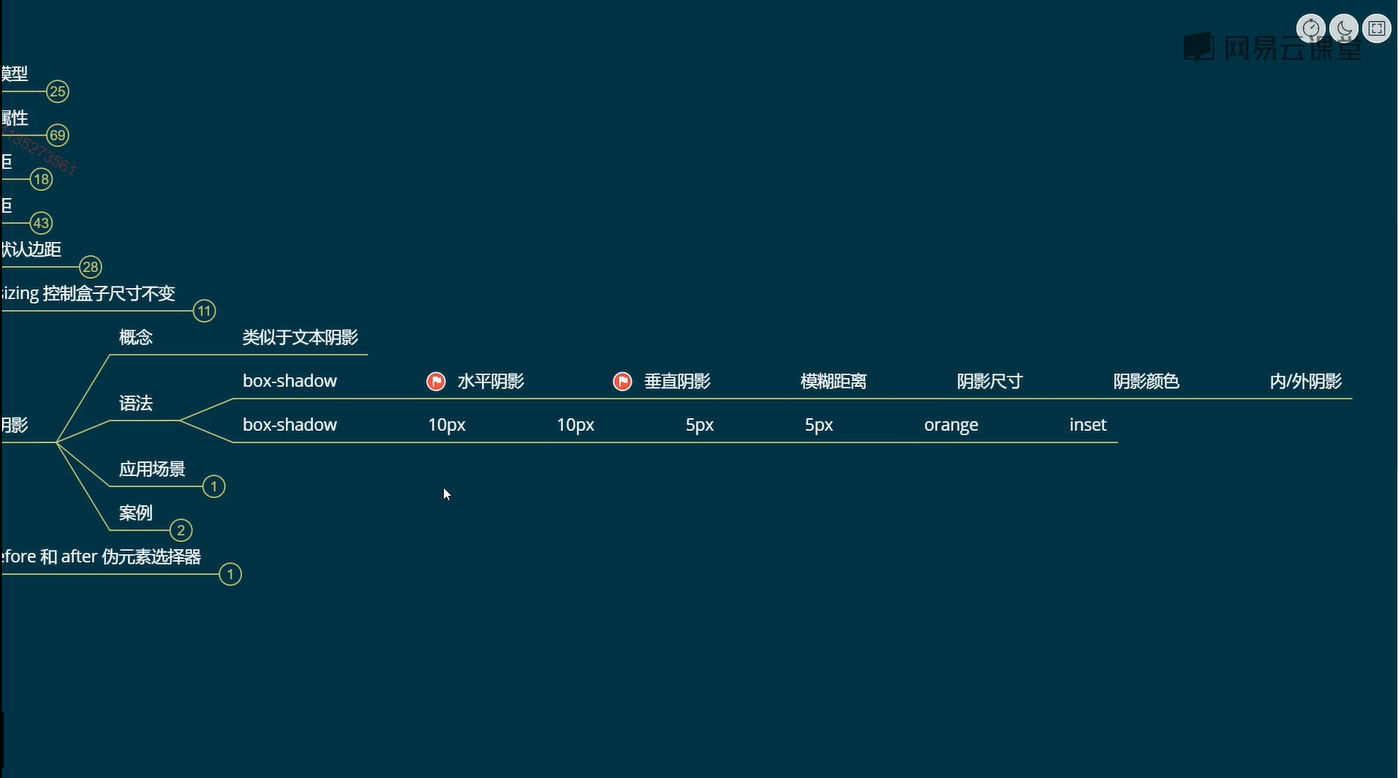 网易云课堂
模型
25
属性
69
1135273561
距
18
距
43
默认边距
28
sizing 控制盒子尺寸不变
11
概念 类似于文本阴影
box-shadow 水平阴影 垂直阴影 模糊距离 阴影尺寸 阴影颜色 内/外阴影
语法
阴影
box-shadow 10px 10px 5px 5px orange inset
应用场景
1
案例
2
efore 和 after 伪元素选择器
1